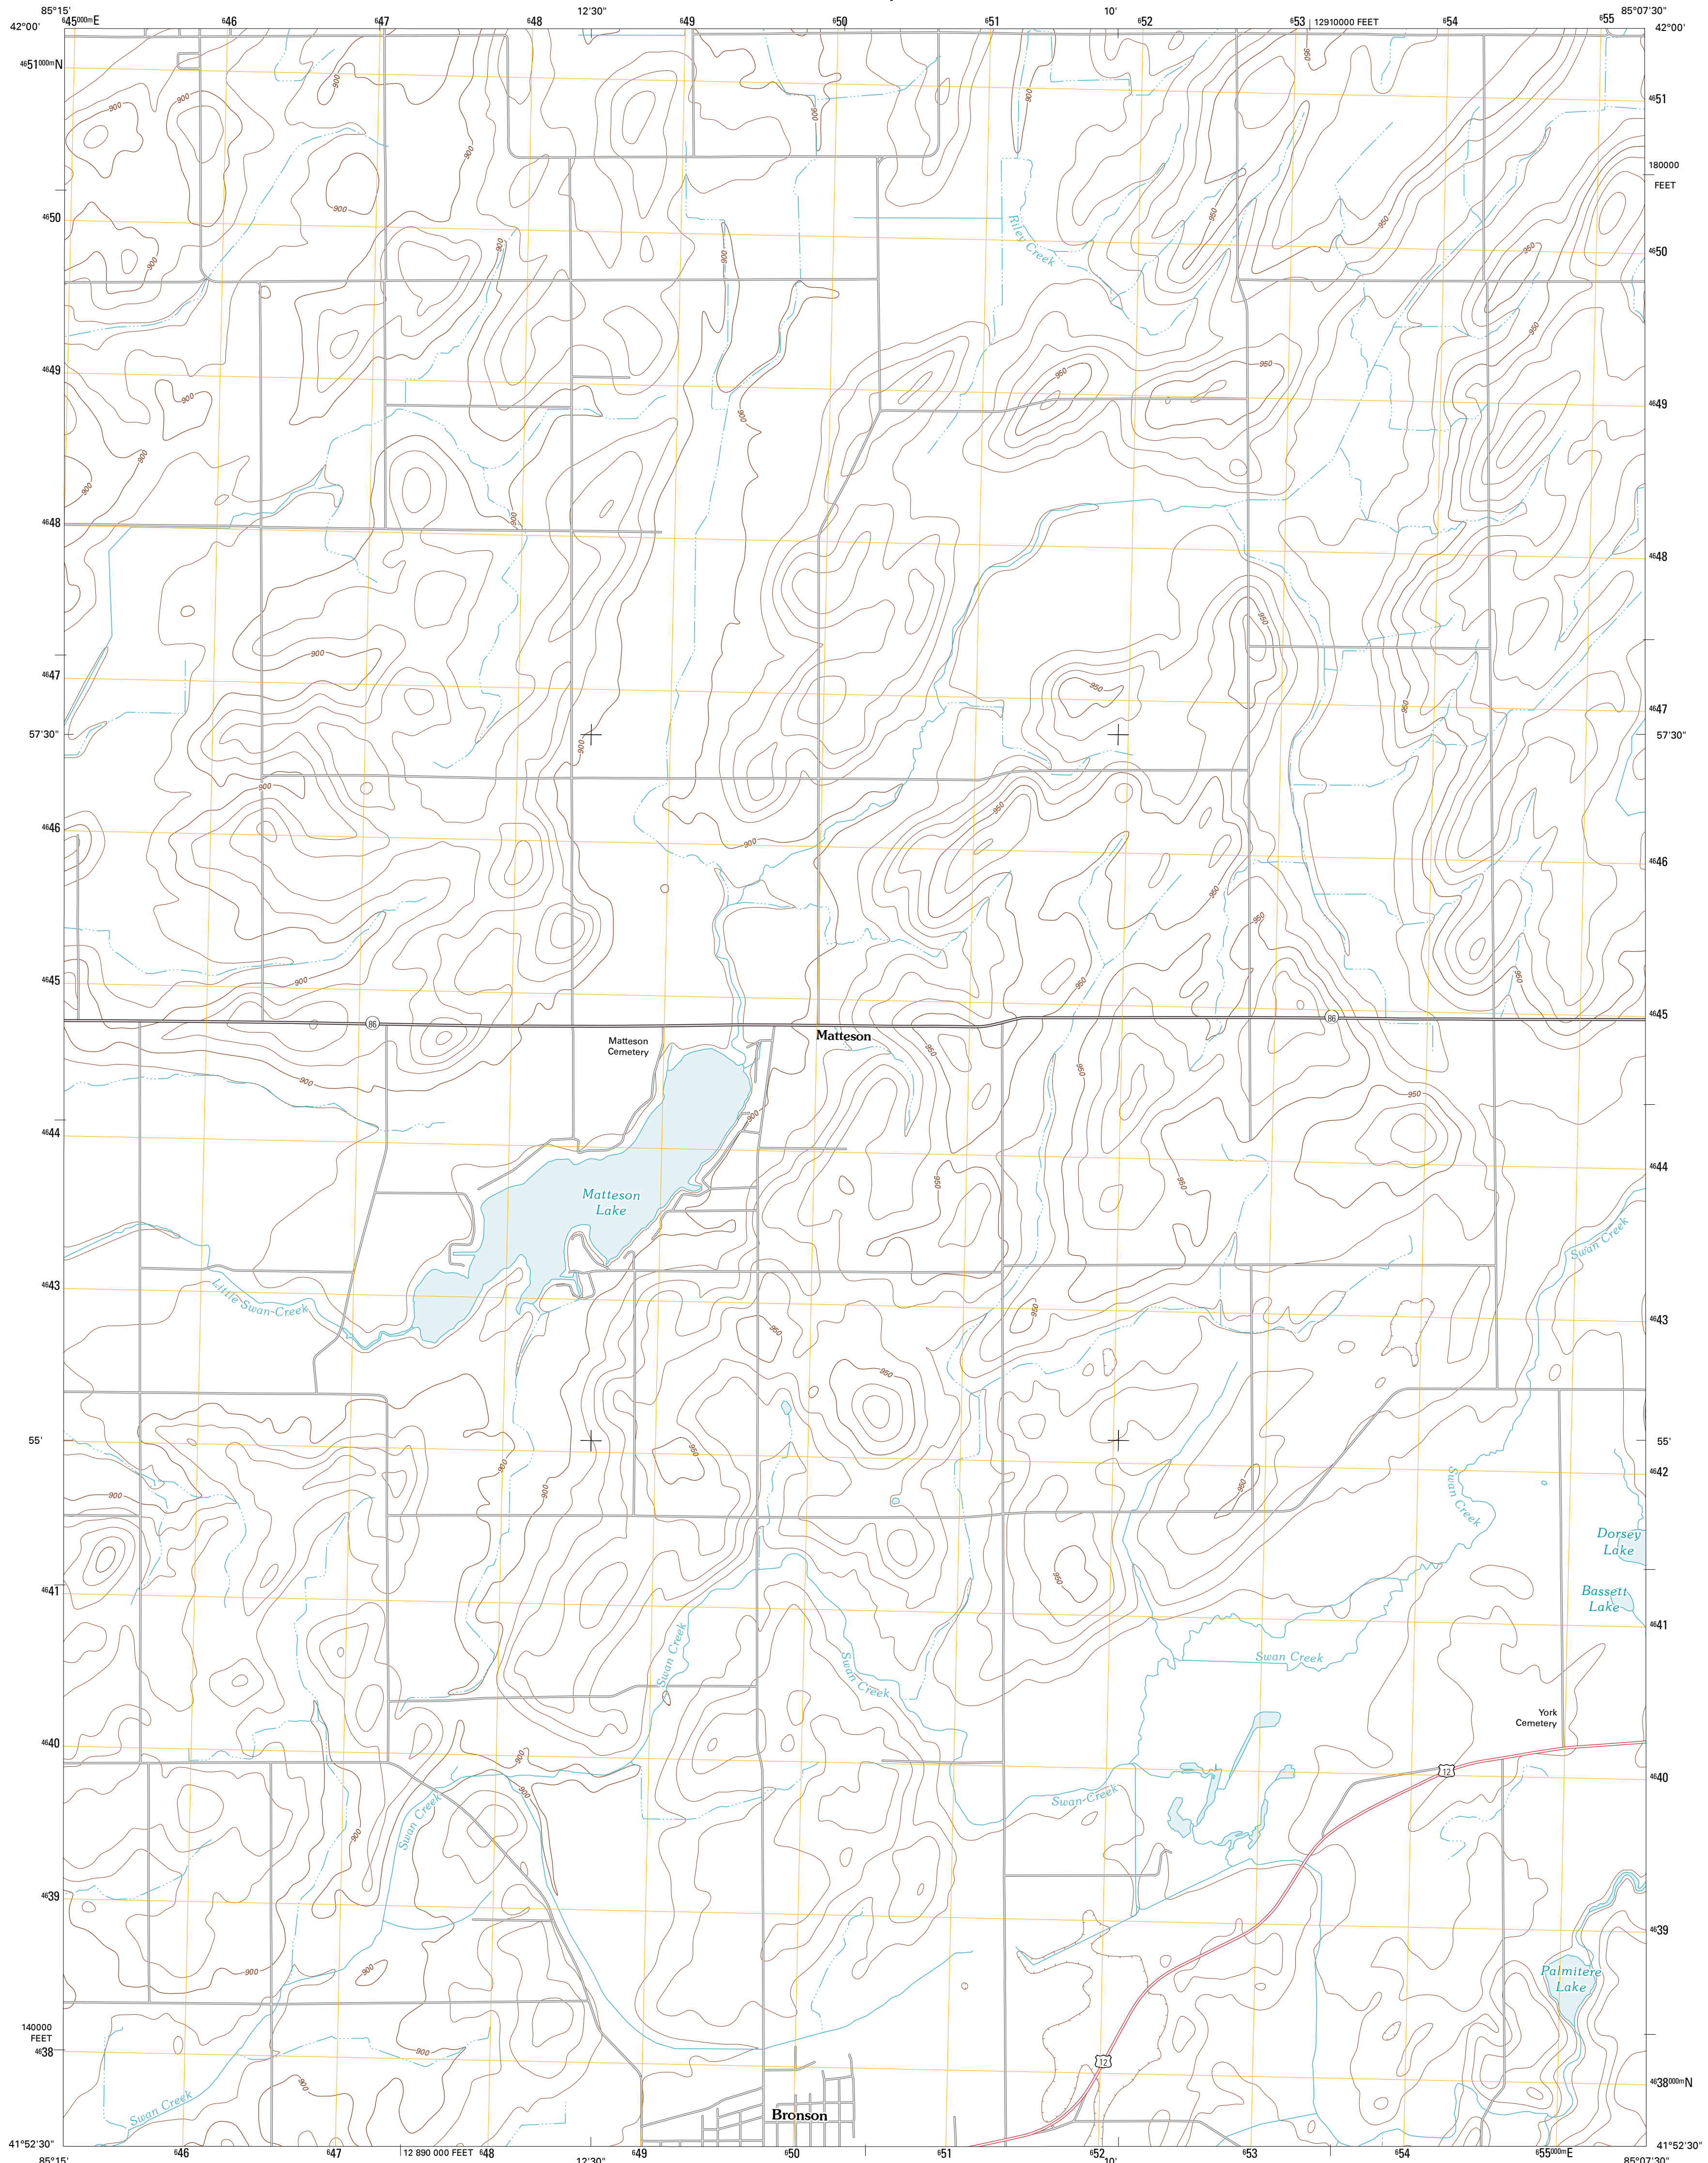 85°15'
⁶45⁰⁰⁰ᵐE
⁶46
⁶47
⁶48
12'30"
⁶49
⁶50
⁶51
10'
⁶52
⁶53
12910000 FEET
⁶54
⁶55
85°07'30"
42°00'
42°00'
⁴⁶51⁰⁰⁰ᵐN
⁴⁶51
180000
FEET
⁴⁶50
Riley Creek
⁴⁶50
⁴⁶49
⁴⁶49
⁴⁶48
⁴⁶48
⁴⁶47
⁴⁶47
57'30"
57'30"
⁴⁶46
⁴⁶46
⁴⁶45
⁴⁶45
86
86
Matteson
Matteson
Cemetery
⁴⁶44
⁴⁶44
Matteson
Lake
Swan Creek
⁴⁶43
Little Swan Creek
⁴⁶43
55'
55'
⁴⁶42
Swan Creek
Dorsey
Lake
Bassett
Lake
⁴⁶41
⁴⁶41
Swan Creek
Swan Creek
Swan Creek
York
Cemetery
⁴⁶40
12
⁴⁶40
Swan Creek
Swan Creek
⁴⁶39
⁴⁶39
Palmitere
Lake
140000
FEET
⁴⁶38
12
⁴⁶38⁰⁰⁰ᵐN
Swan Creek
Bronson
41°52'30"
41°52'30"
⁶46
⁶47
12 890 000 FEET
⁶48
⁶49
⁶50
⁶51
⁶52
⁶53
⁶54
⁶55⁰⁰⁰ᵐE
85°15'
12'30"
10'
85°07'30"
900
950